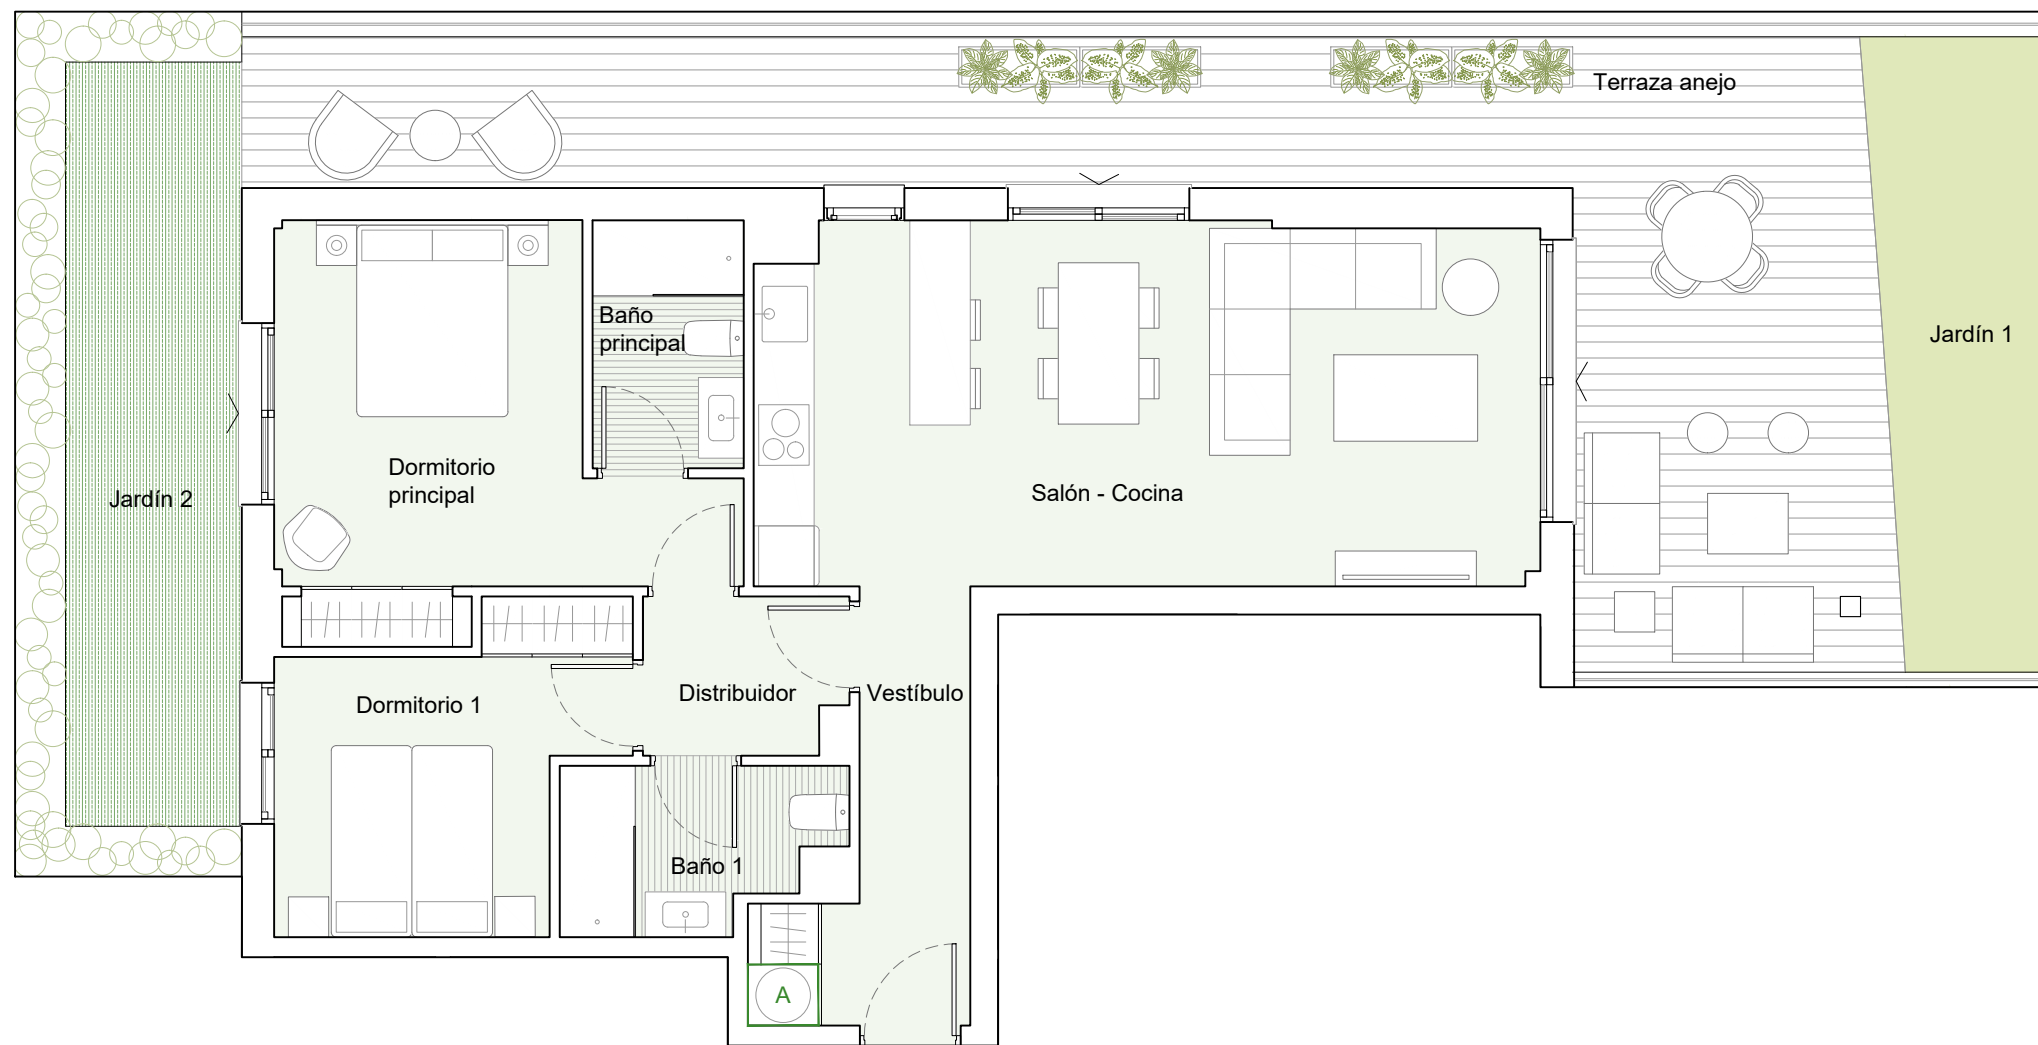 Terraza anejo
Baño
principal
Jardín 1
Dormitorio
principal
Jardín 2
Salón - Cocina
Dormitorio 1
Distribuidor
Vestíbulo
Baño 1
A